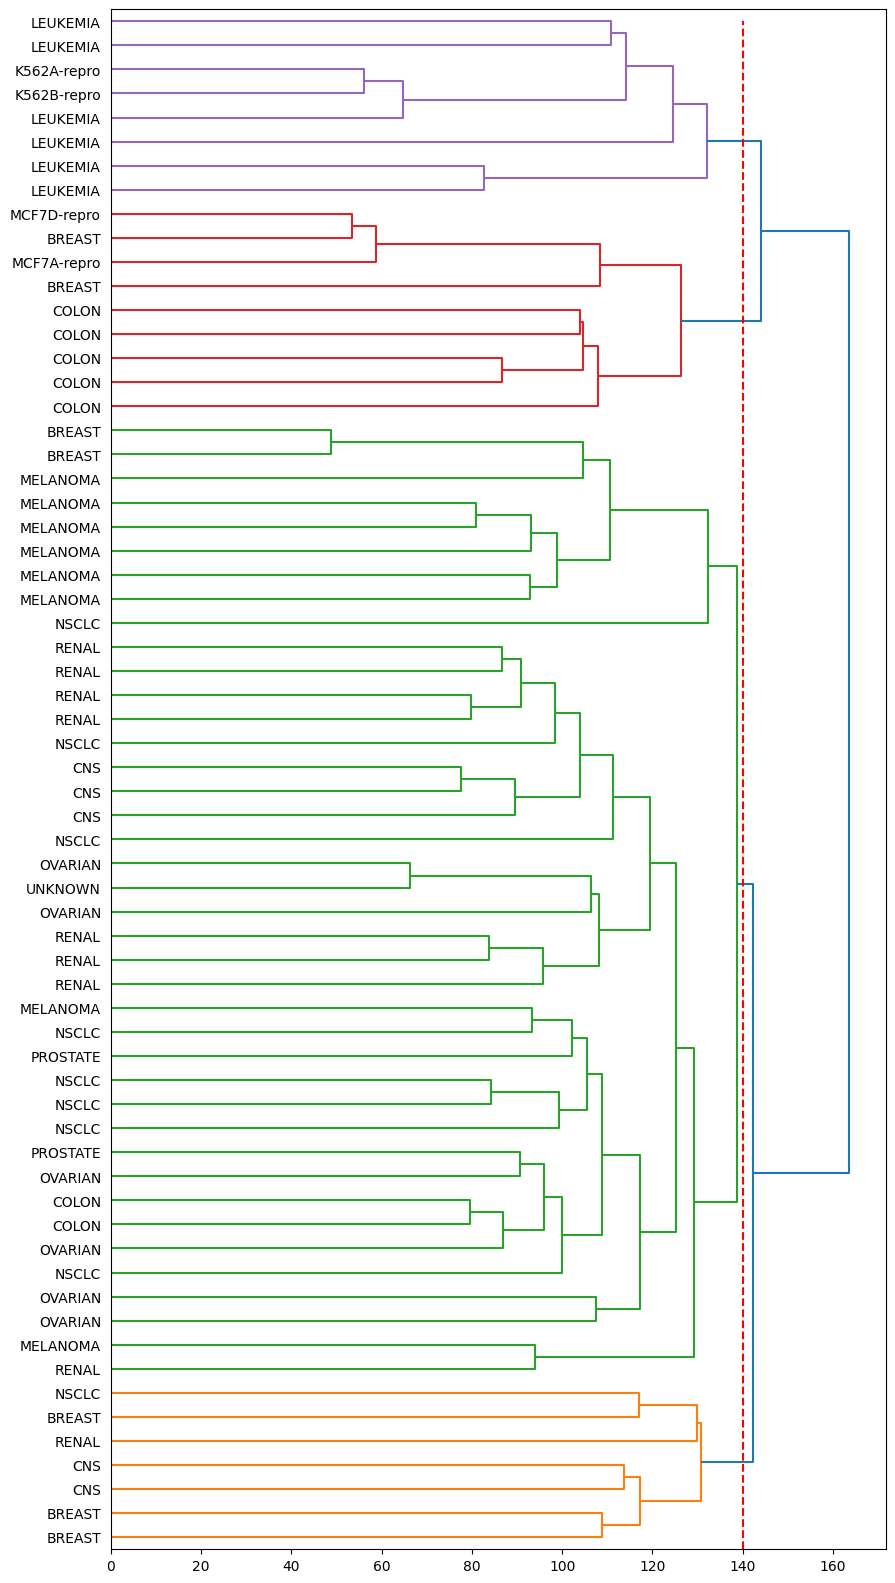 LEUKEMIA
LEUKEMIA
K562A-repro
K562B-repro
LEUKEMIA
LEUKEMIA
LEUKEMIA
LEUKEMIA
MCF7D-repro
BREAST
MCF7A-repro
BREAST
COLON
COLON
COLON
COLON
COLON
BREAST
BREAST
MELANOMA
MELANOMA
MELANOMA
MELANOMA
MELANOMA
MELANOMA
NSCLC
RENAL
RENAL
RENAL
RENAL
NSCLC
CNS
CNS
CNS
NSCLC
OVARIAN
UNKNOWN
OVARIAN
RENAL
RENAL
RENAL
MELANOMA
NSCLC
PROSTATE
NSCLC
NSCLC
NSCLC
PROSTATE
OVARIAN
COLON
COLON
OVARIAN
NSCLC
OVARIAN
OVARIAN
MELANOMA
RENAL
NSCLC
BREAST
RENAL
CNS
CNS
BREAST
BREAST
0 20 40 60 80 100 120 140 160